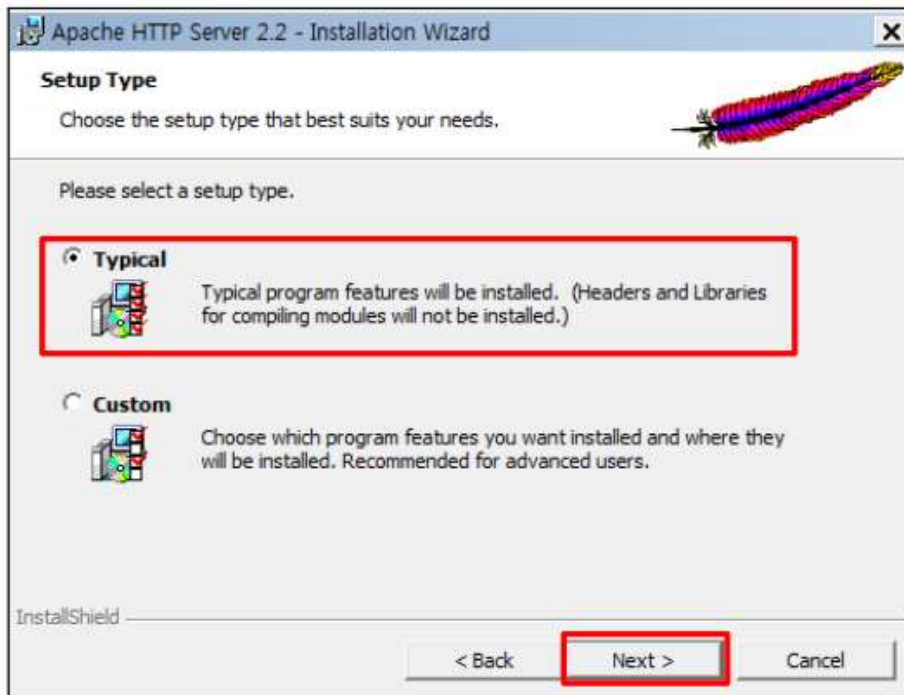 Apache HTTP Server 2.2 - Installation Wizard
Setup Type
Choose the setup type that best suits your needs.
Please select a setup type.
Typical
Typical program features will be installed. (Headers and Libraries
for compiling modules will not be installed.)
Custom
Choose which program features you want installed and where they
will be installed. Recommended for advanced users.
InstallShield
< Back Next > Cancel